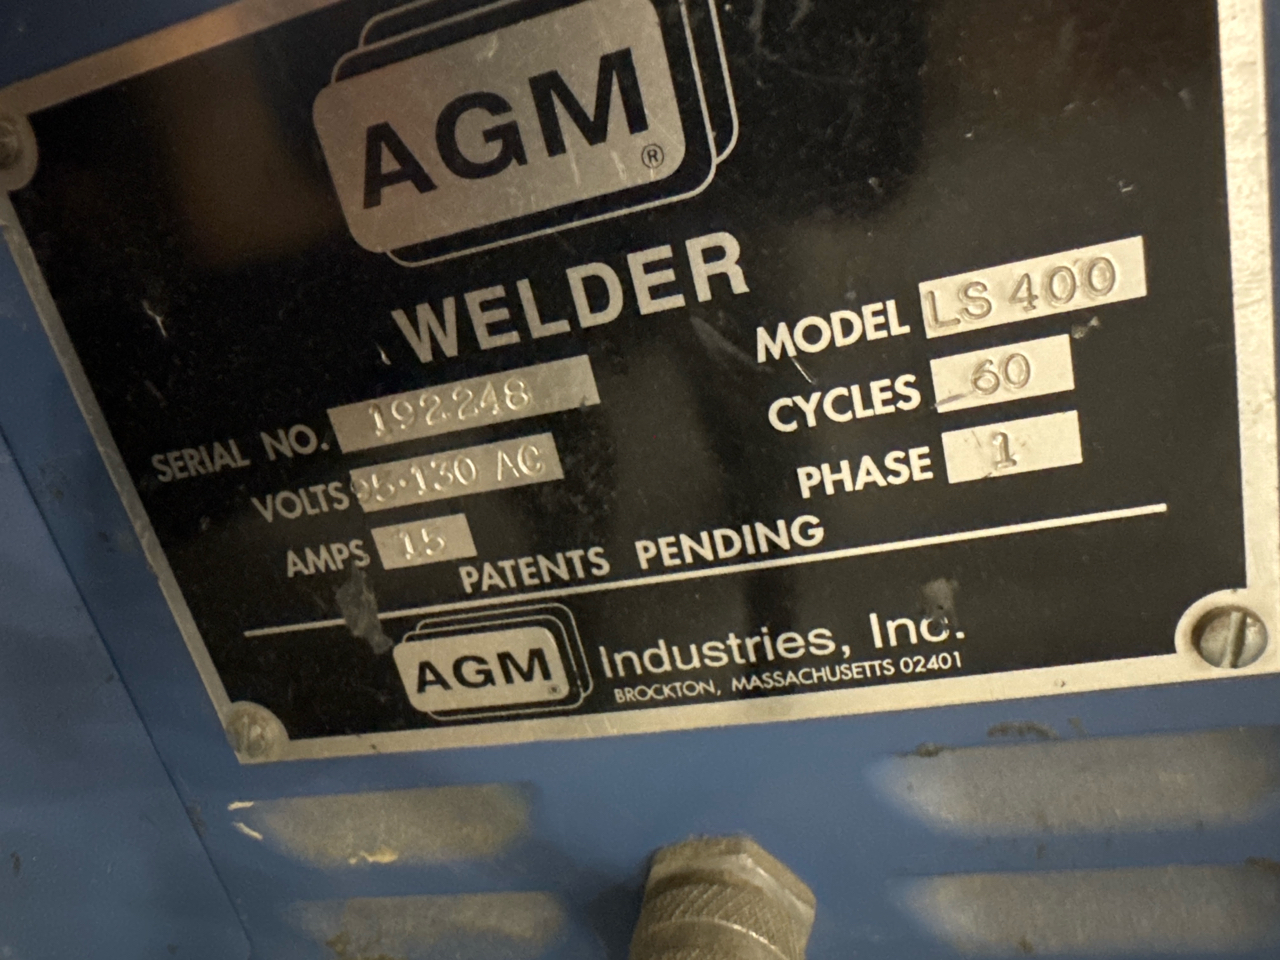 AGM ®
WELDER
MODEL LS 400
SERIAL NO. 192248
CYCLES 60
VOLTS 95-130 AC
PHASE 1
AMPS 15
PATENTS PENDING
AGM ® Industries, Inc.
BROCKTON, MASSACHUSETTS 02401